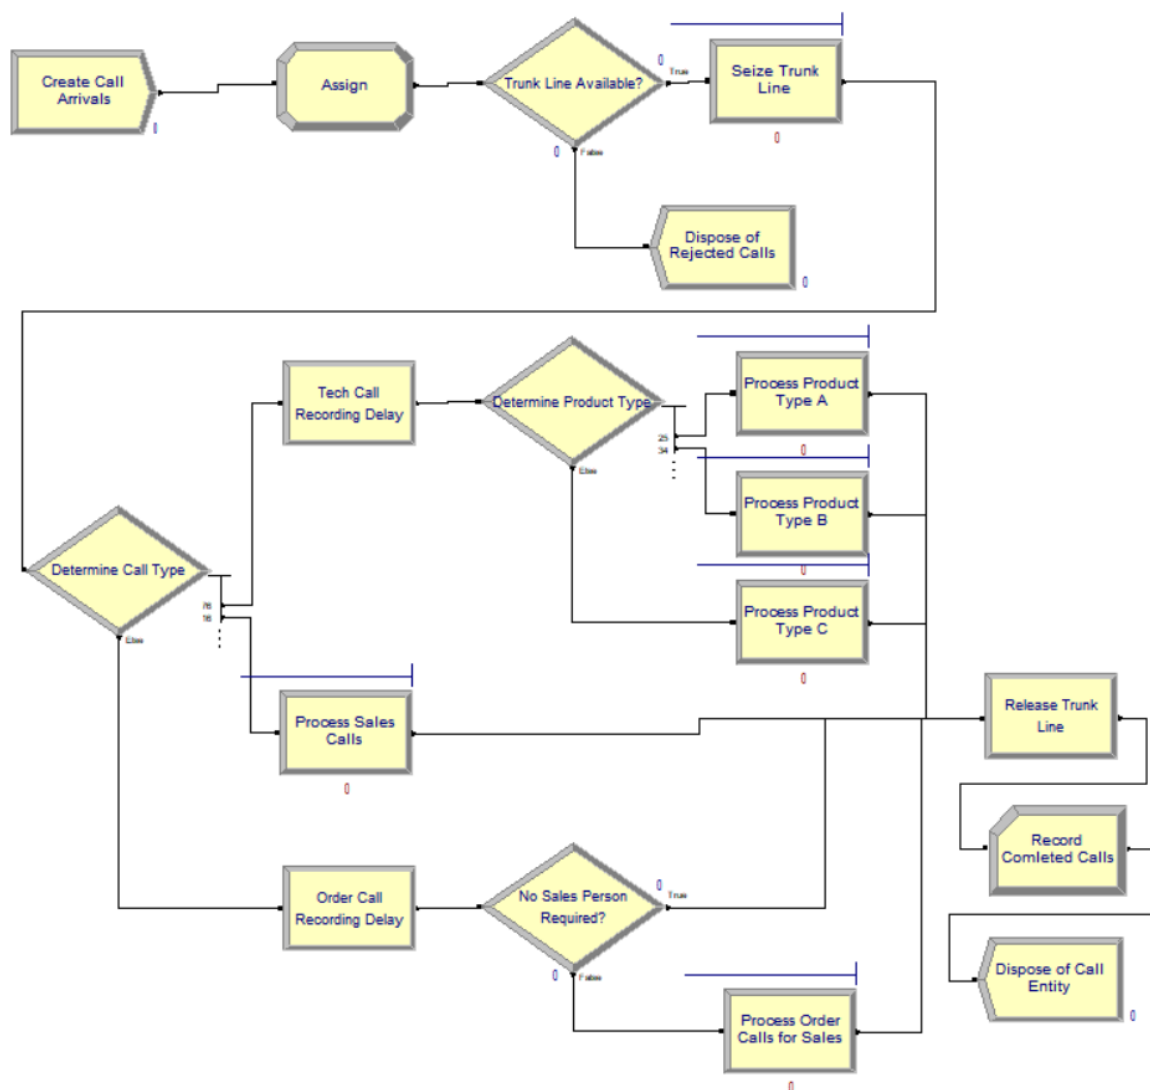 Create Call
Arrivals
0
Assign
Trunk Line Available?
0
True
0
False
Seize Trunk
Line
0
Dispose of
Rejected Calls
0
Tech Call
Recording Delay
Determine Product Type
25
34
Else
Process Product
Type A
0
Process Product
Type B
0
Process Product
Type C
0
Determine Call Type
76
16
Else
Process Sales
Calls
0
Release Trunk
Line
Record
Comleted Calls
Dispose of Call
Entity
0
Order Call
Recording Delay
No Sales Person
Required?
0
True
0
False
Process Order
Calls for Sales
0